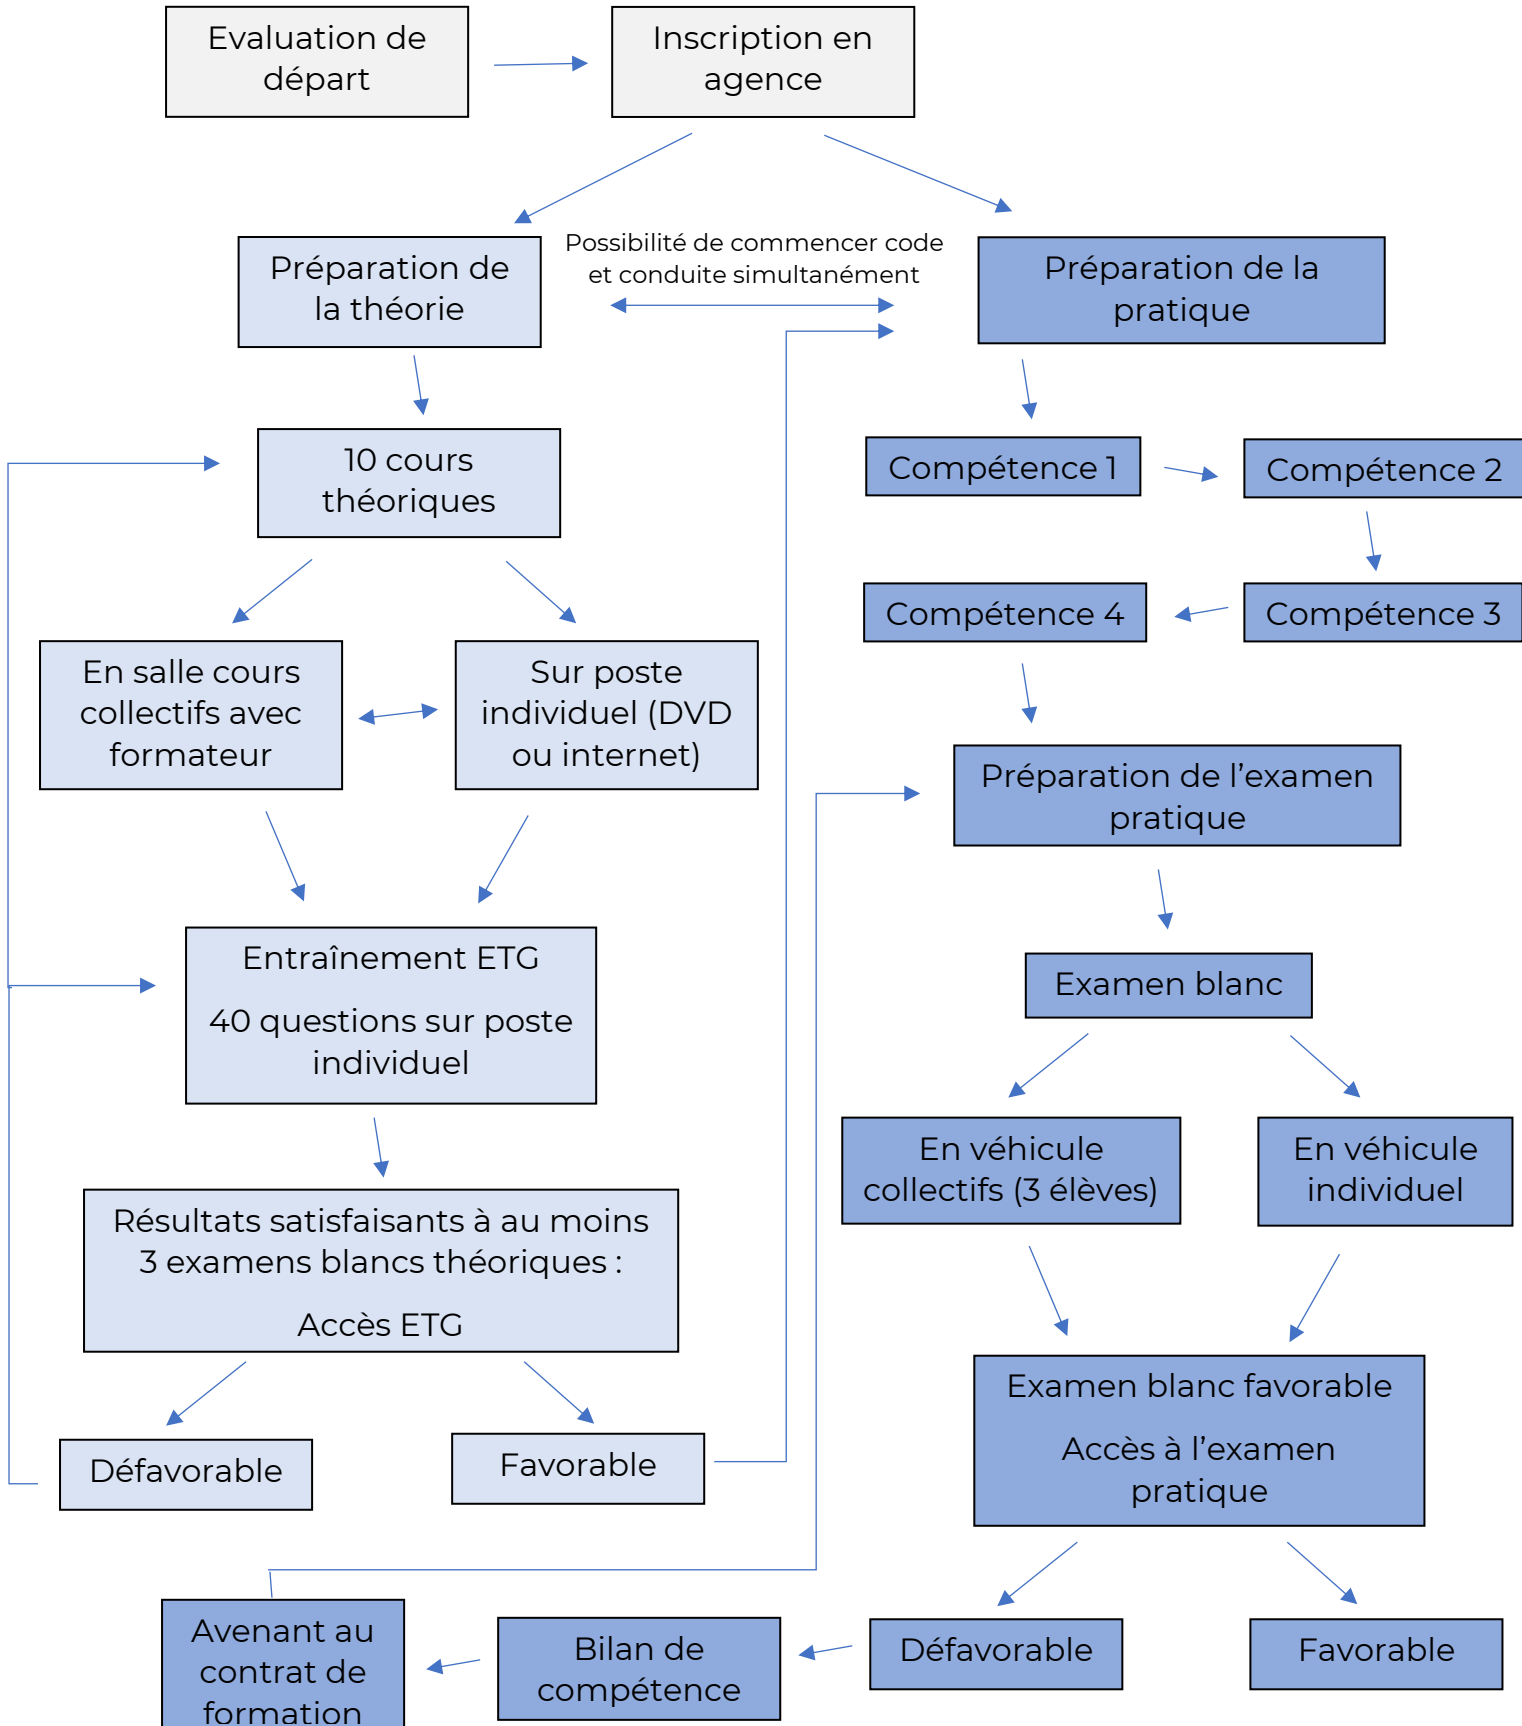 Evaluation de
départ
Inscription en
agence
Possibilité de commencer code
et conduite simultanément
Préparation de
la théorie
Préparation de la
pratique
10 cours
théoriques
Compétence 1
Compétence 2
Compétence 4
Compétence 3
En salle cours
collectifs avec
formateur
Sur poste
individuel (DVD
ou internet)
Préparation de l’examen
pratique
Entraînement ETG
40 questions sur poste
individuel
Examen blanc
En véhicule
collectifs (3 élèves)
En véhicule
individuel
Résultats satisfaisants à au moins
3 examens blancs théoriques :
Accès ETG
Examen blanc favorable
Accès à l’examen
pratique
Défavorable
Favorable
Avenant au
contrat de
formation
Bilan de
compétence
Défavorable
Favorable